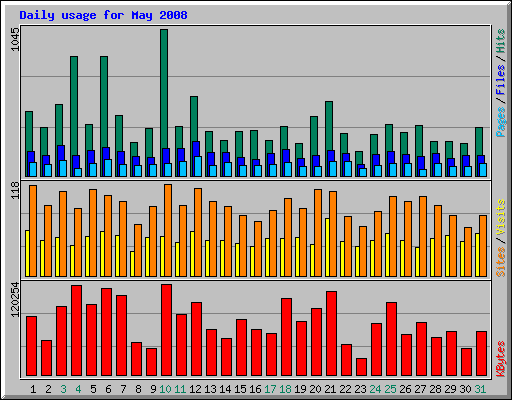 Daily usage for May 2008
1045
Pages / Files / Hits
118
Sites / Visits
120254
KBytes
1 2 3 4 5 6 7 8 9 10 11 12 13 14 15 16 17 18 19 20 21 22 23 24 25 26 27 28 29 30 31